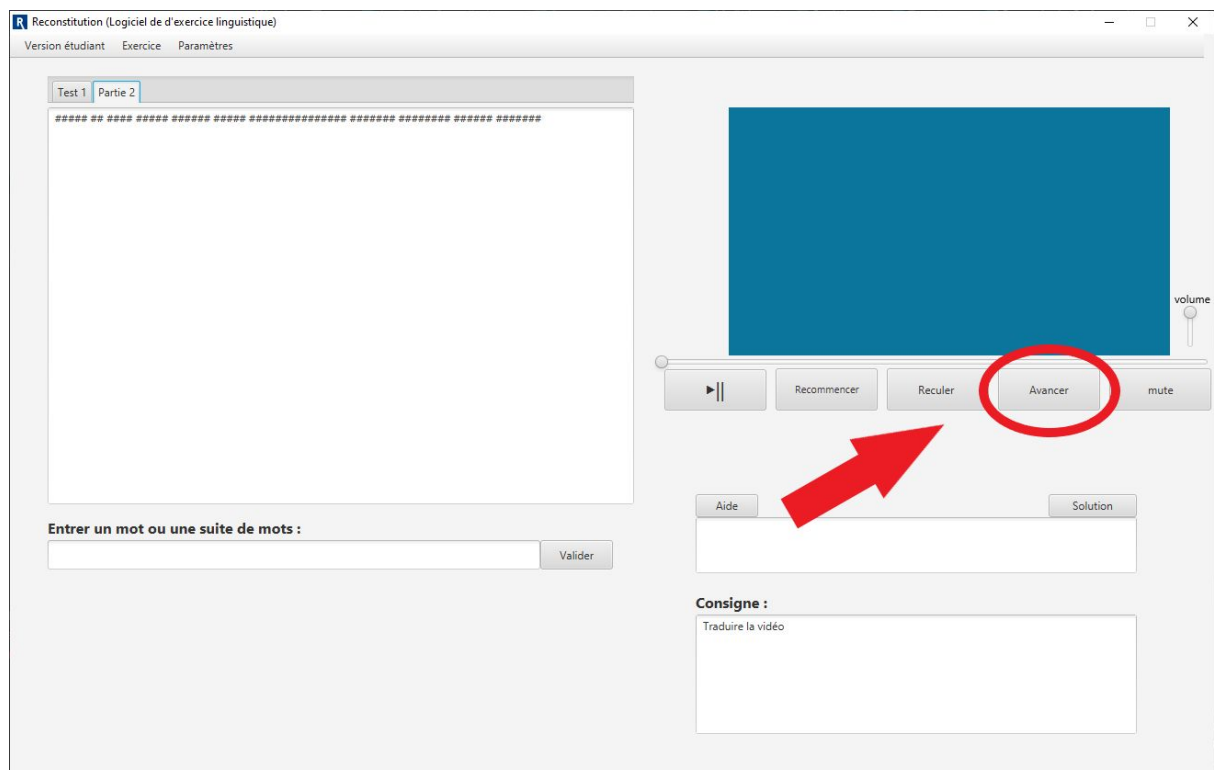 Reconstitution (Logiciel de d'exercice linguistique)
Version étudiant Exercice Paramètres
Test 1 Partie 2
##### ## #### ##### ###### ##### ############### ####### ######## ###### #######
volume
►|| Recommencer Reculer Avancer mute
Aide Solution
Entrer un mot ou une suite de mots :
Valider
Consigne :
Traduire la vidéo